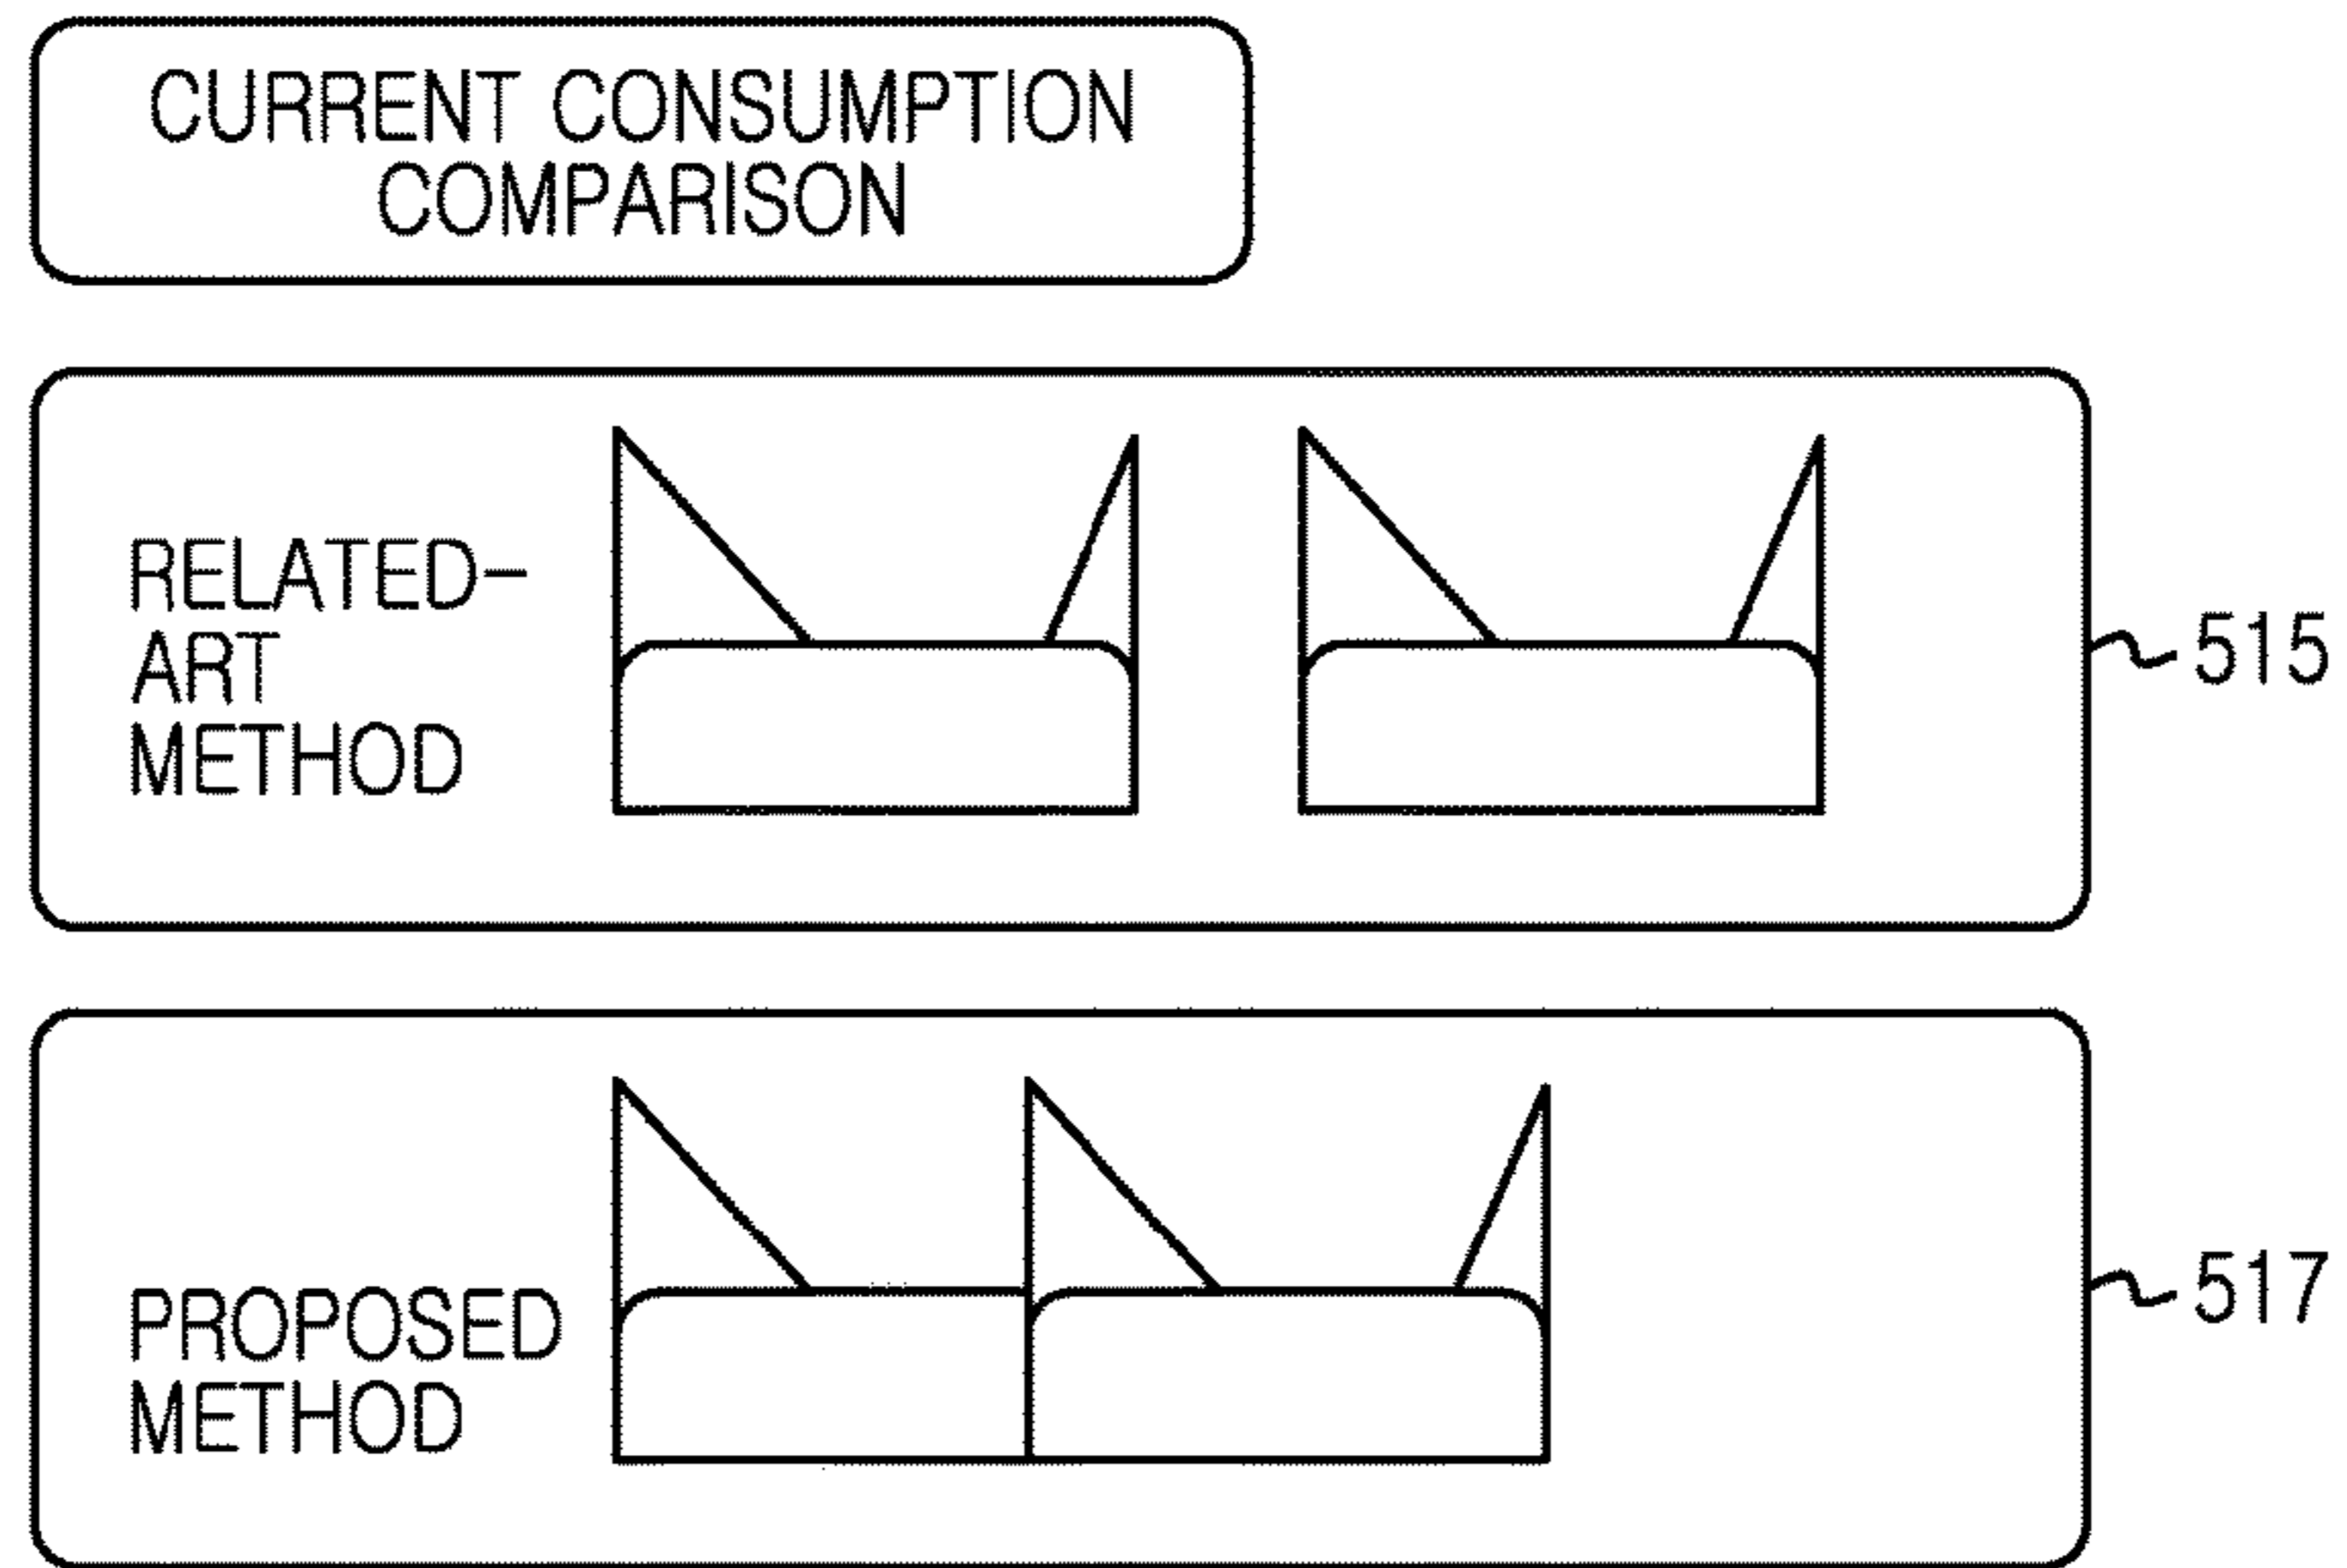 CURRENT CONSUMPTION
COMPARISON
RELATED-
ART
METHOD
515
PROPOSED
METHOD
517